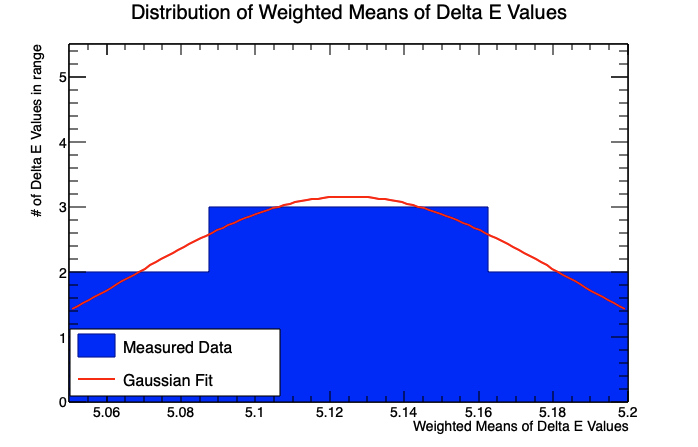 Distribution of Weighted Means of Delta E Values
# of Delta E Values in range
5
4
3
2
1
0
Measured Data
Gaussian Fit
5.06 5.08 5.1 5.12 5.14 5.16 5.18 5.2
Weighted Means of Delta E Values